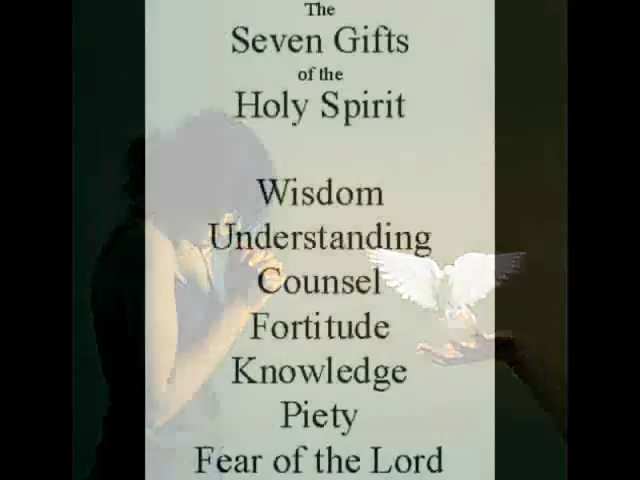 The
Seven Gifts
of the
Holy Spirit
Wisdom
Understanding
Counsel
Fortitude
Knowledge
Piety
Fear of the Lord